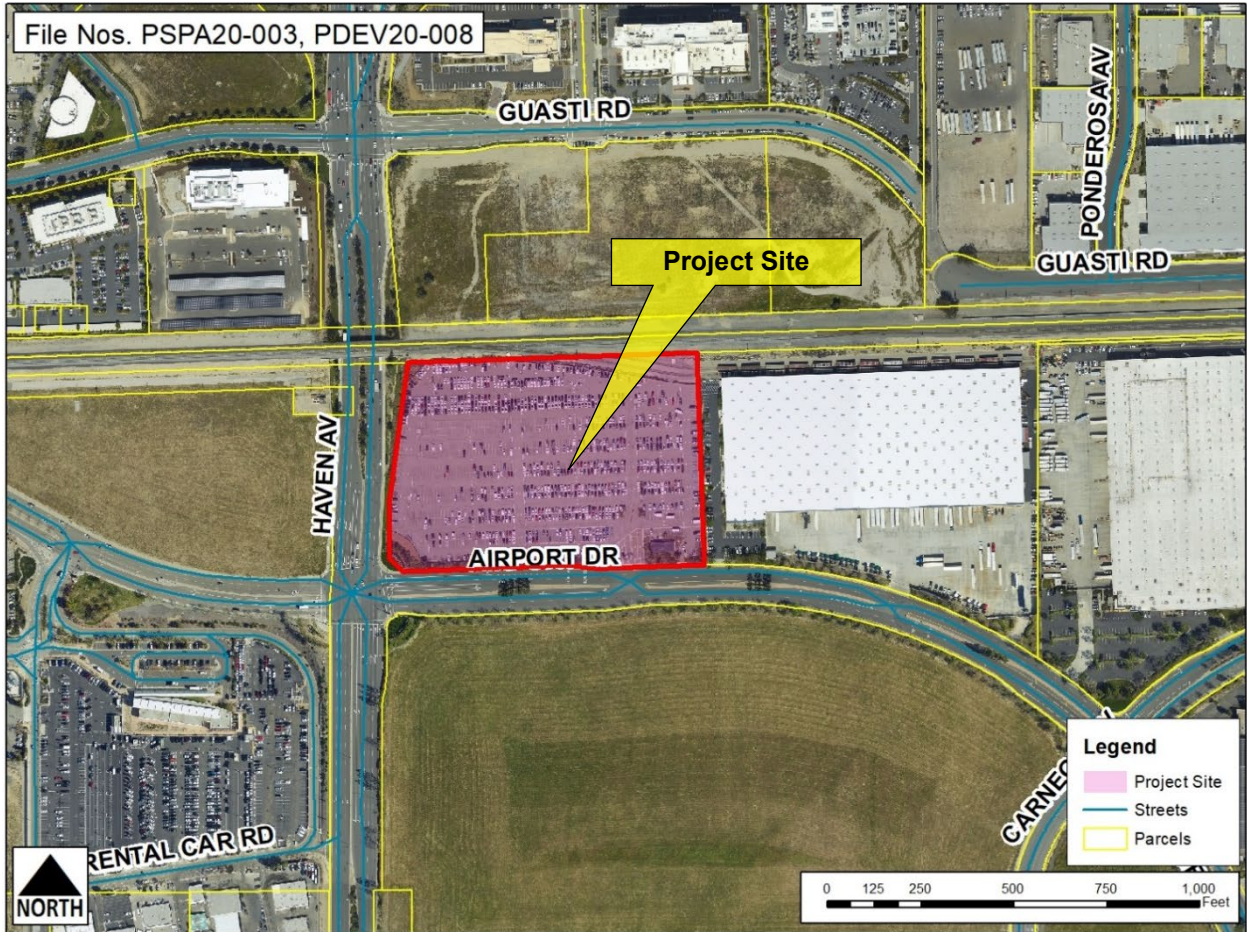 File Nos. PSPA20-003, PDEV20-008
GUASTI RD
PONDEROSA AV
Project Site
GUASTI RD
HAVEN AV
AIRPORT DR
RENTAL CAR RD
NORTH
Legend
Project Site
Streets
Parcels
0 125 250 500 750 1,000
Feet